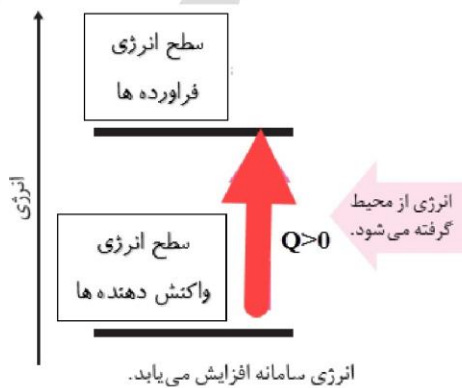 سطح انرژی
فراورده ها
انرژی
انرژی از محیط
گرفته می‌شود.
Q>0
سطح انرژی
واکنش دهنده ها
انرژی سامانه افزایش می‌یابد.